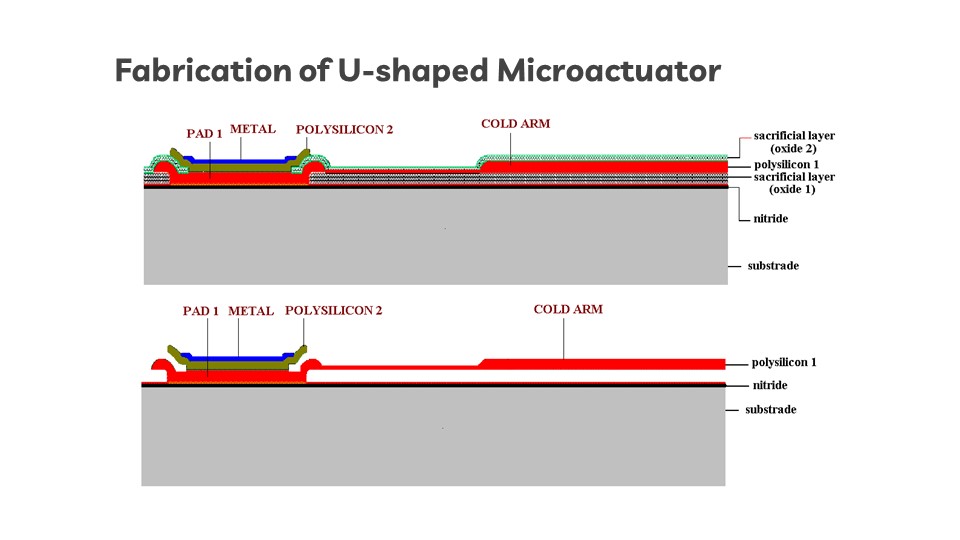 Fabrication of U-shaped Microactuator
PAD 1 METAL POLYSILICON 2 COLD ARM
sacrificial layer
(oxide 2)
polysilicon 1
sacrificial layer
(oxide 1)
nitride
substrade
PAD 1 METAL POLYSILICON 2 COLD ARM
polysilicon 1
nitride
substrade